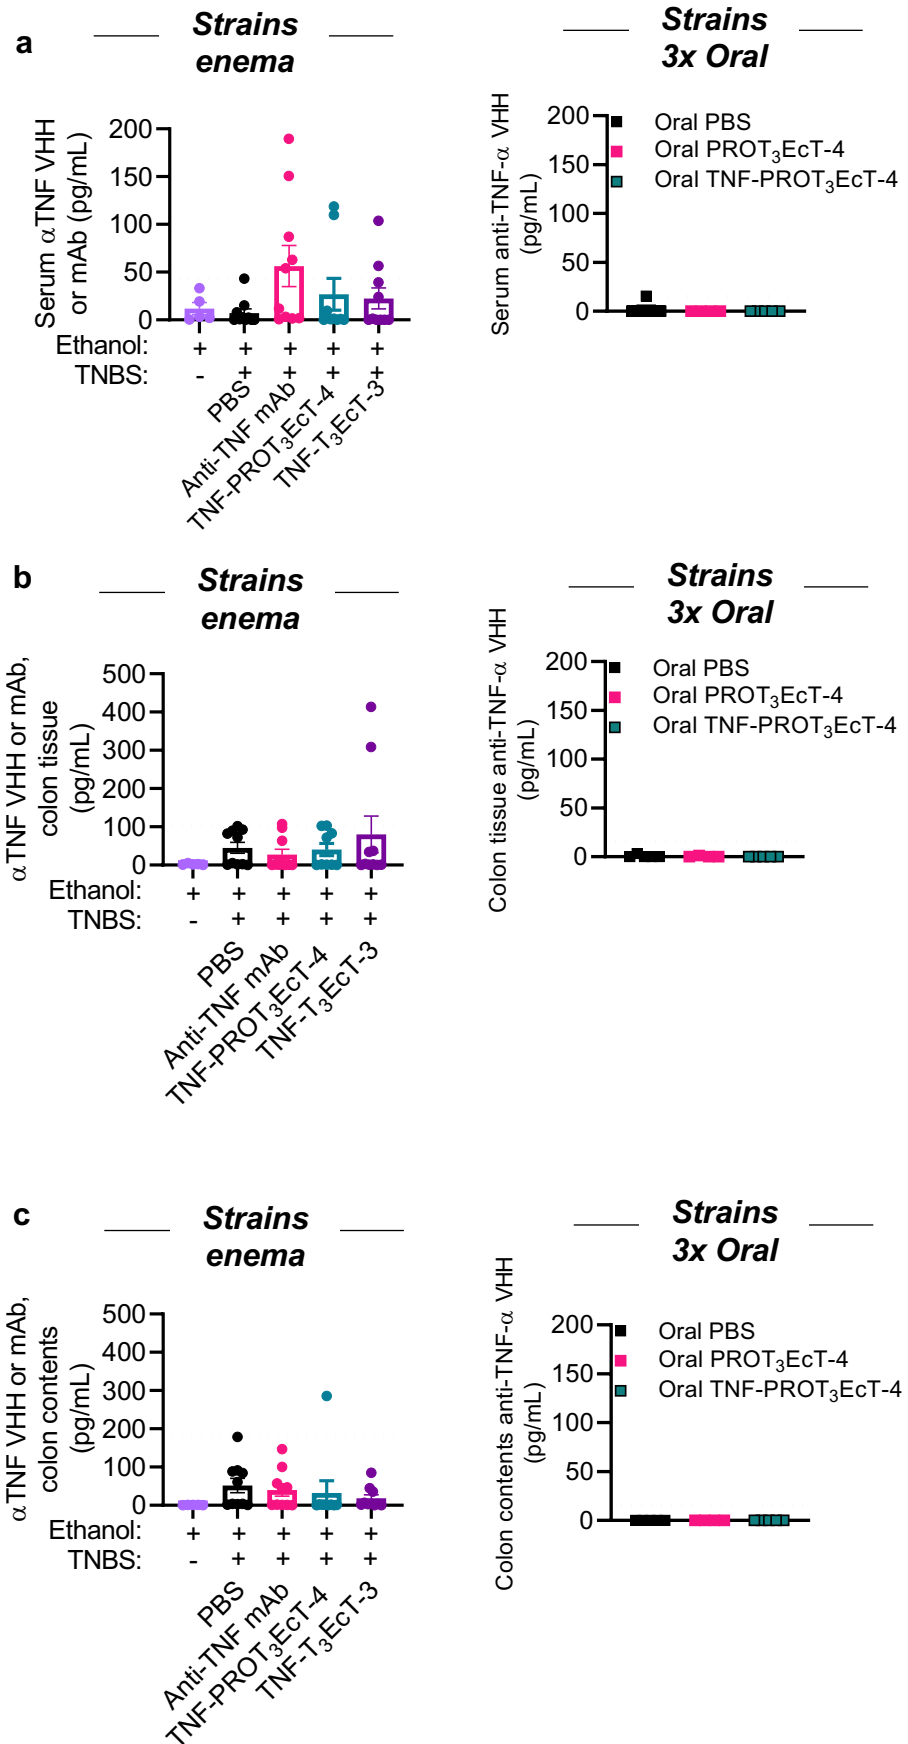 a
Strains
enema
Serum αTNF VHH
or mAb (pg/mL)
200
150
100
50
0
Ethanol: + + + + +
TNBS: - + + + +
PBS
Anti-TNF mAb
TNF-PROT₃EcT-4
TNF-T₃EcT-3
Strains
3x Oral
Serum anti-TNF-α VHH
(pg/mL)
200
150
100
50
0
Oral PBS
Oral PROT₃EcT-4
Oral TNF-PROT₃EcT-4
b
Strains
enema
αTNF VHH or mAb,
colon tissue
(pg/mL)
500
400
300
200
100
0
Ethanol: + + + + +
TNBS: - + + + +
PBS
Anti-TNF mAb
TNF-PROT₃EcT-4
TNF-T₃EcT-3
Strains
3x Oral
Colon tissue anti-TNF-α VHH
(pg/mL)
200
150
100
50
0
Oral PBS
Oral PROT₃EcT-4
Oral TNF-PROT₃EcT-4
c
Strains
enema
αTNF VHH or mAb,
colon contents
(pg/mL)
500
400
300
200
100
0
Ethanol: + + + + +
TNBS: - + + + +
PBS
Anti-TNF mAb
TNF-PROT₃EcT-4
TNF-T₃EcT-3
Strains
3x Oral
Colon contents anti-TNF-α VHH
(pg/mL)
200
150
100
50
0
Oral PBS
Oral PROT₃EcT-4
Oral TNF-PROT₃EcT-4